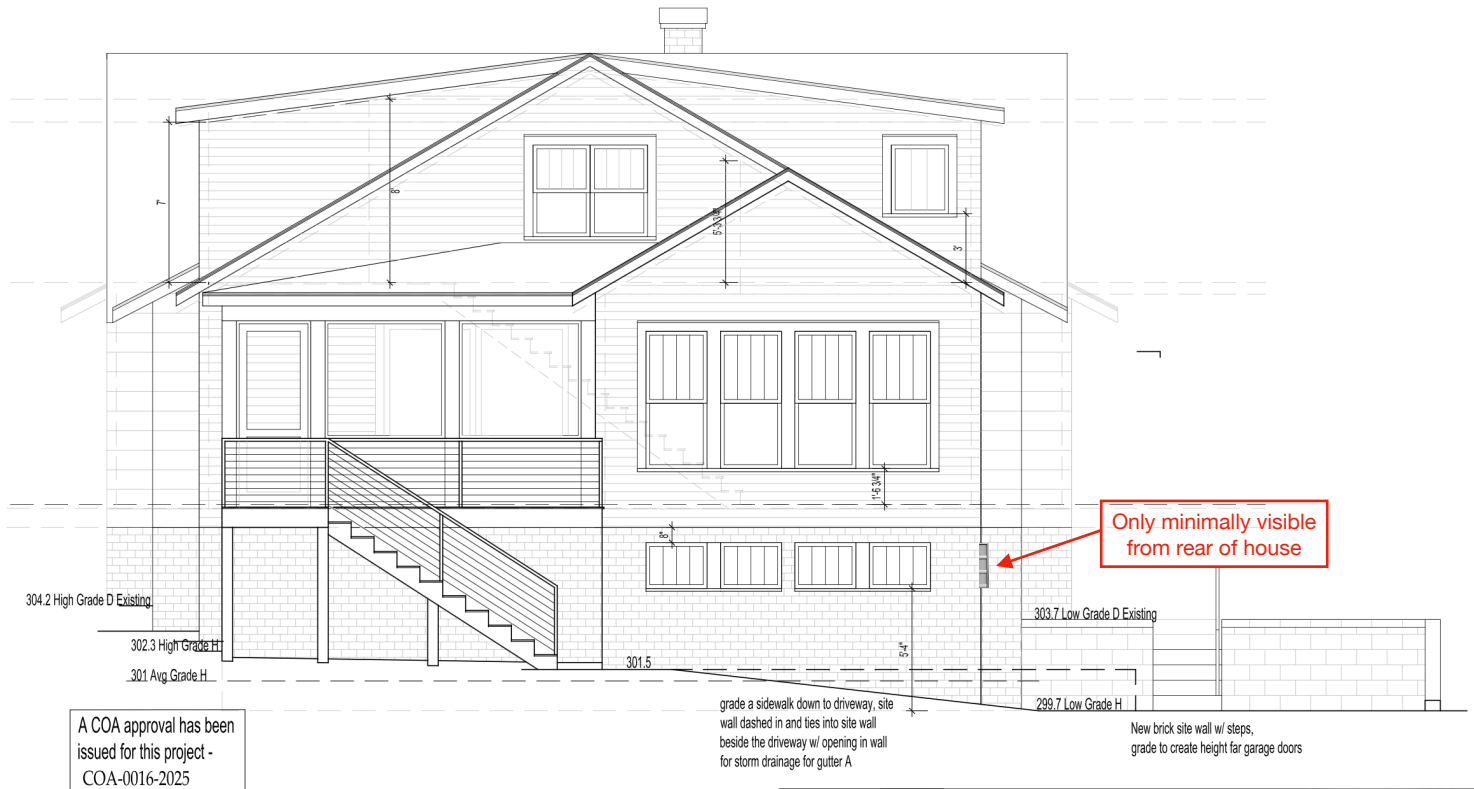 7'
8'
5'-3 3/4"
3'
1'-6 3/4"
8"
Only minimally visible
from rear of house
304.2 High Grade D Existing
303.7 Low Grade D Existing
302.3 High Grade H
5'-4"
301.5
301 Avg Grade H
299.7 Low Grade H
grade a sidewalk down to driveway, site
wall dashed in and ties into site wall
beside the driveway w/ opening in wall
for storm drainage for gutter A
New brick site wall w/ steps,
grade to create height far garage doors
A COA approval has been
issued for this project -
COA-0016-2025